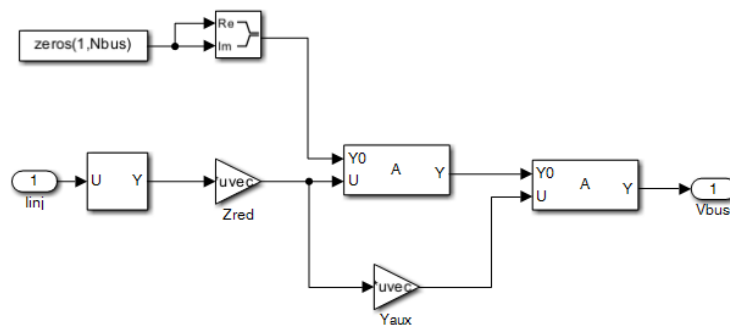 Re
zeros(1,Nbus)
Im
Y0
A
Y
U
Y0
A
Y
U
1
U
Y
*uvec
1
Iinj
Zred
Vbus
*uvec
Yaux